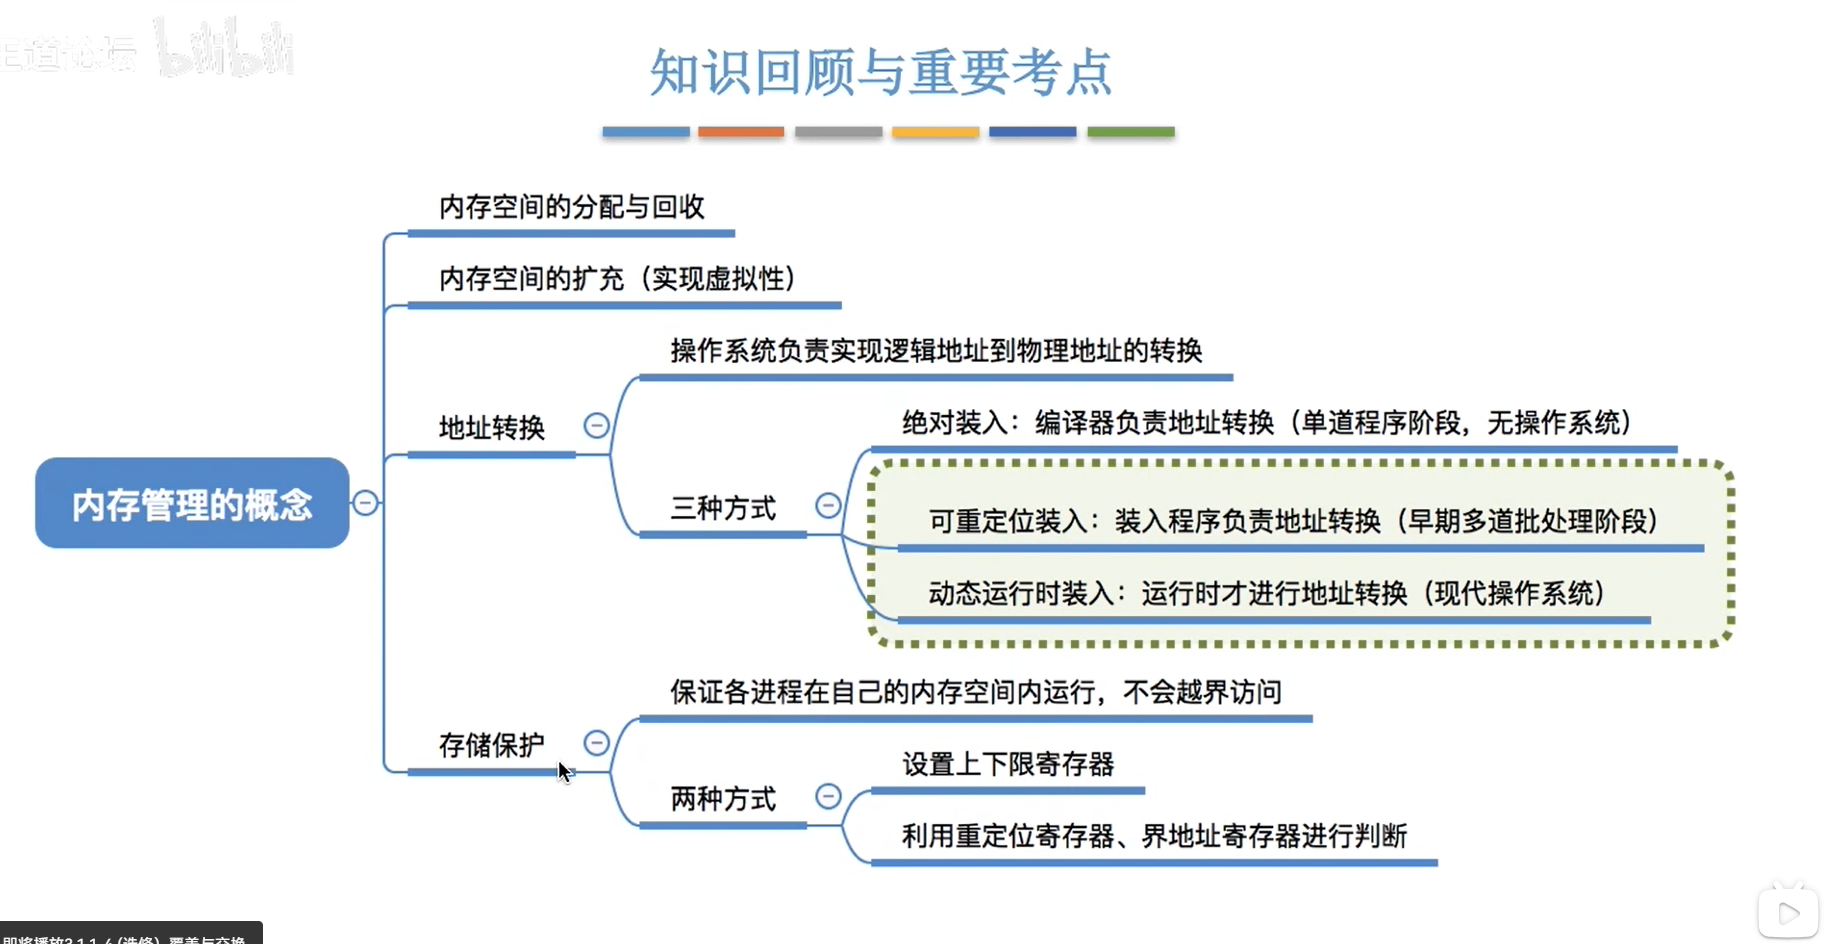 王道论坛 bilibili
知识回顾与重要考点
内存空间的分配与回收
内存空间的扩充（实现虚拟性）
操作系统负责实现逻辑地址到物理地址的转换
地址转换
绝对装入：编译器负责地址转换（单道程序阶段，无操作系统）
三种方式
可重定位装入：装入程序负责地址转换（早期多道批处理阶段）
动态运行时装入：运行时才进行地址转换（现代操作系统）
内存管理的概念
保证各进程在自己的内存空间内运行，不会越界访问
存储保护
设置上下限寄存器
两种方式
利用重定位寄存器、界地址寄存器进行判断
即将播放3.1_1_4 (选修) 覆盖与交换